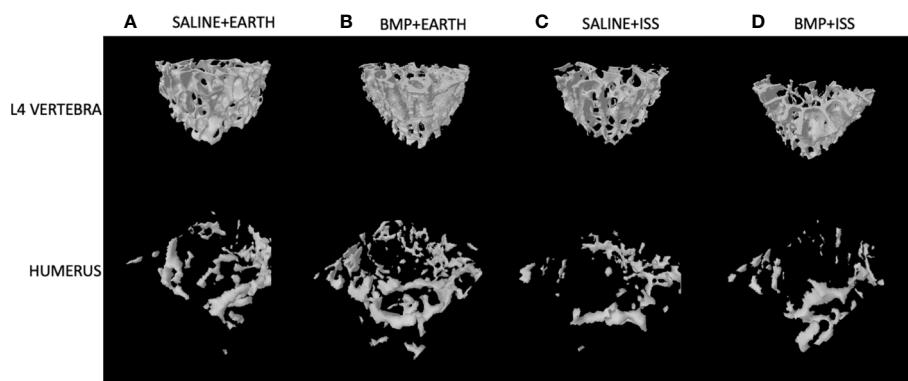 A SALINE+EARTH B BMP+EARTH C SALINE+ISS D BMP+ISS
L4 VERTEBRA
HUMERUS